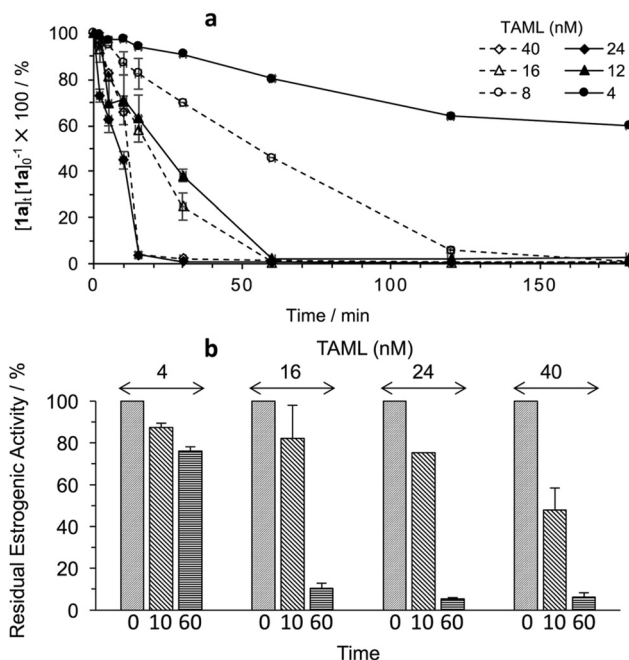 a
TAML (nM)
40 24
16 12
8 4
[1a]t [1a]0⁻¹ × 100 / %
100
80
60
40
20
0
0 50 100 150
Time / min
b
TAML (nM)
4 16 24 40
Residual Estrogenic Activity / %
100
80
60
40
20
0
0 10 60 0 10 60 0 10 60 0 10 60
Time